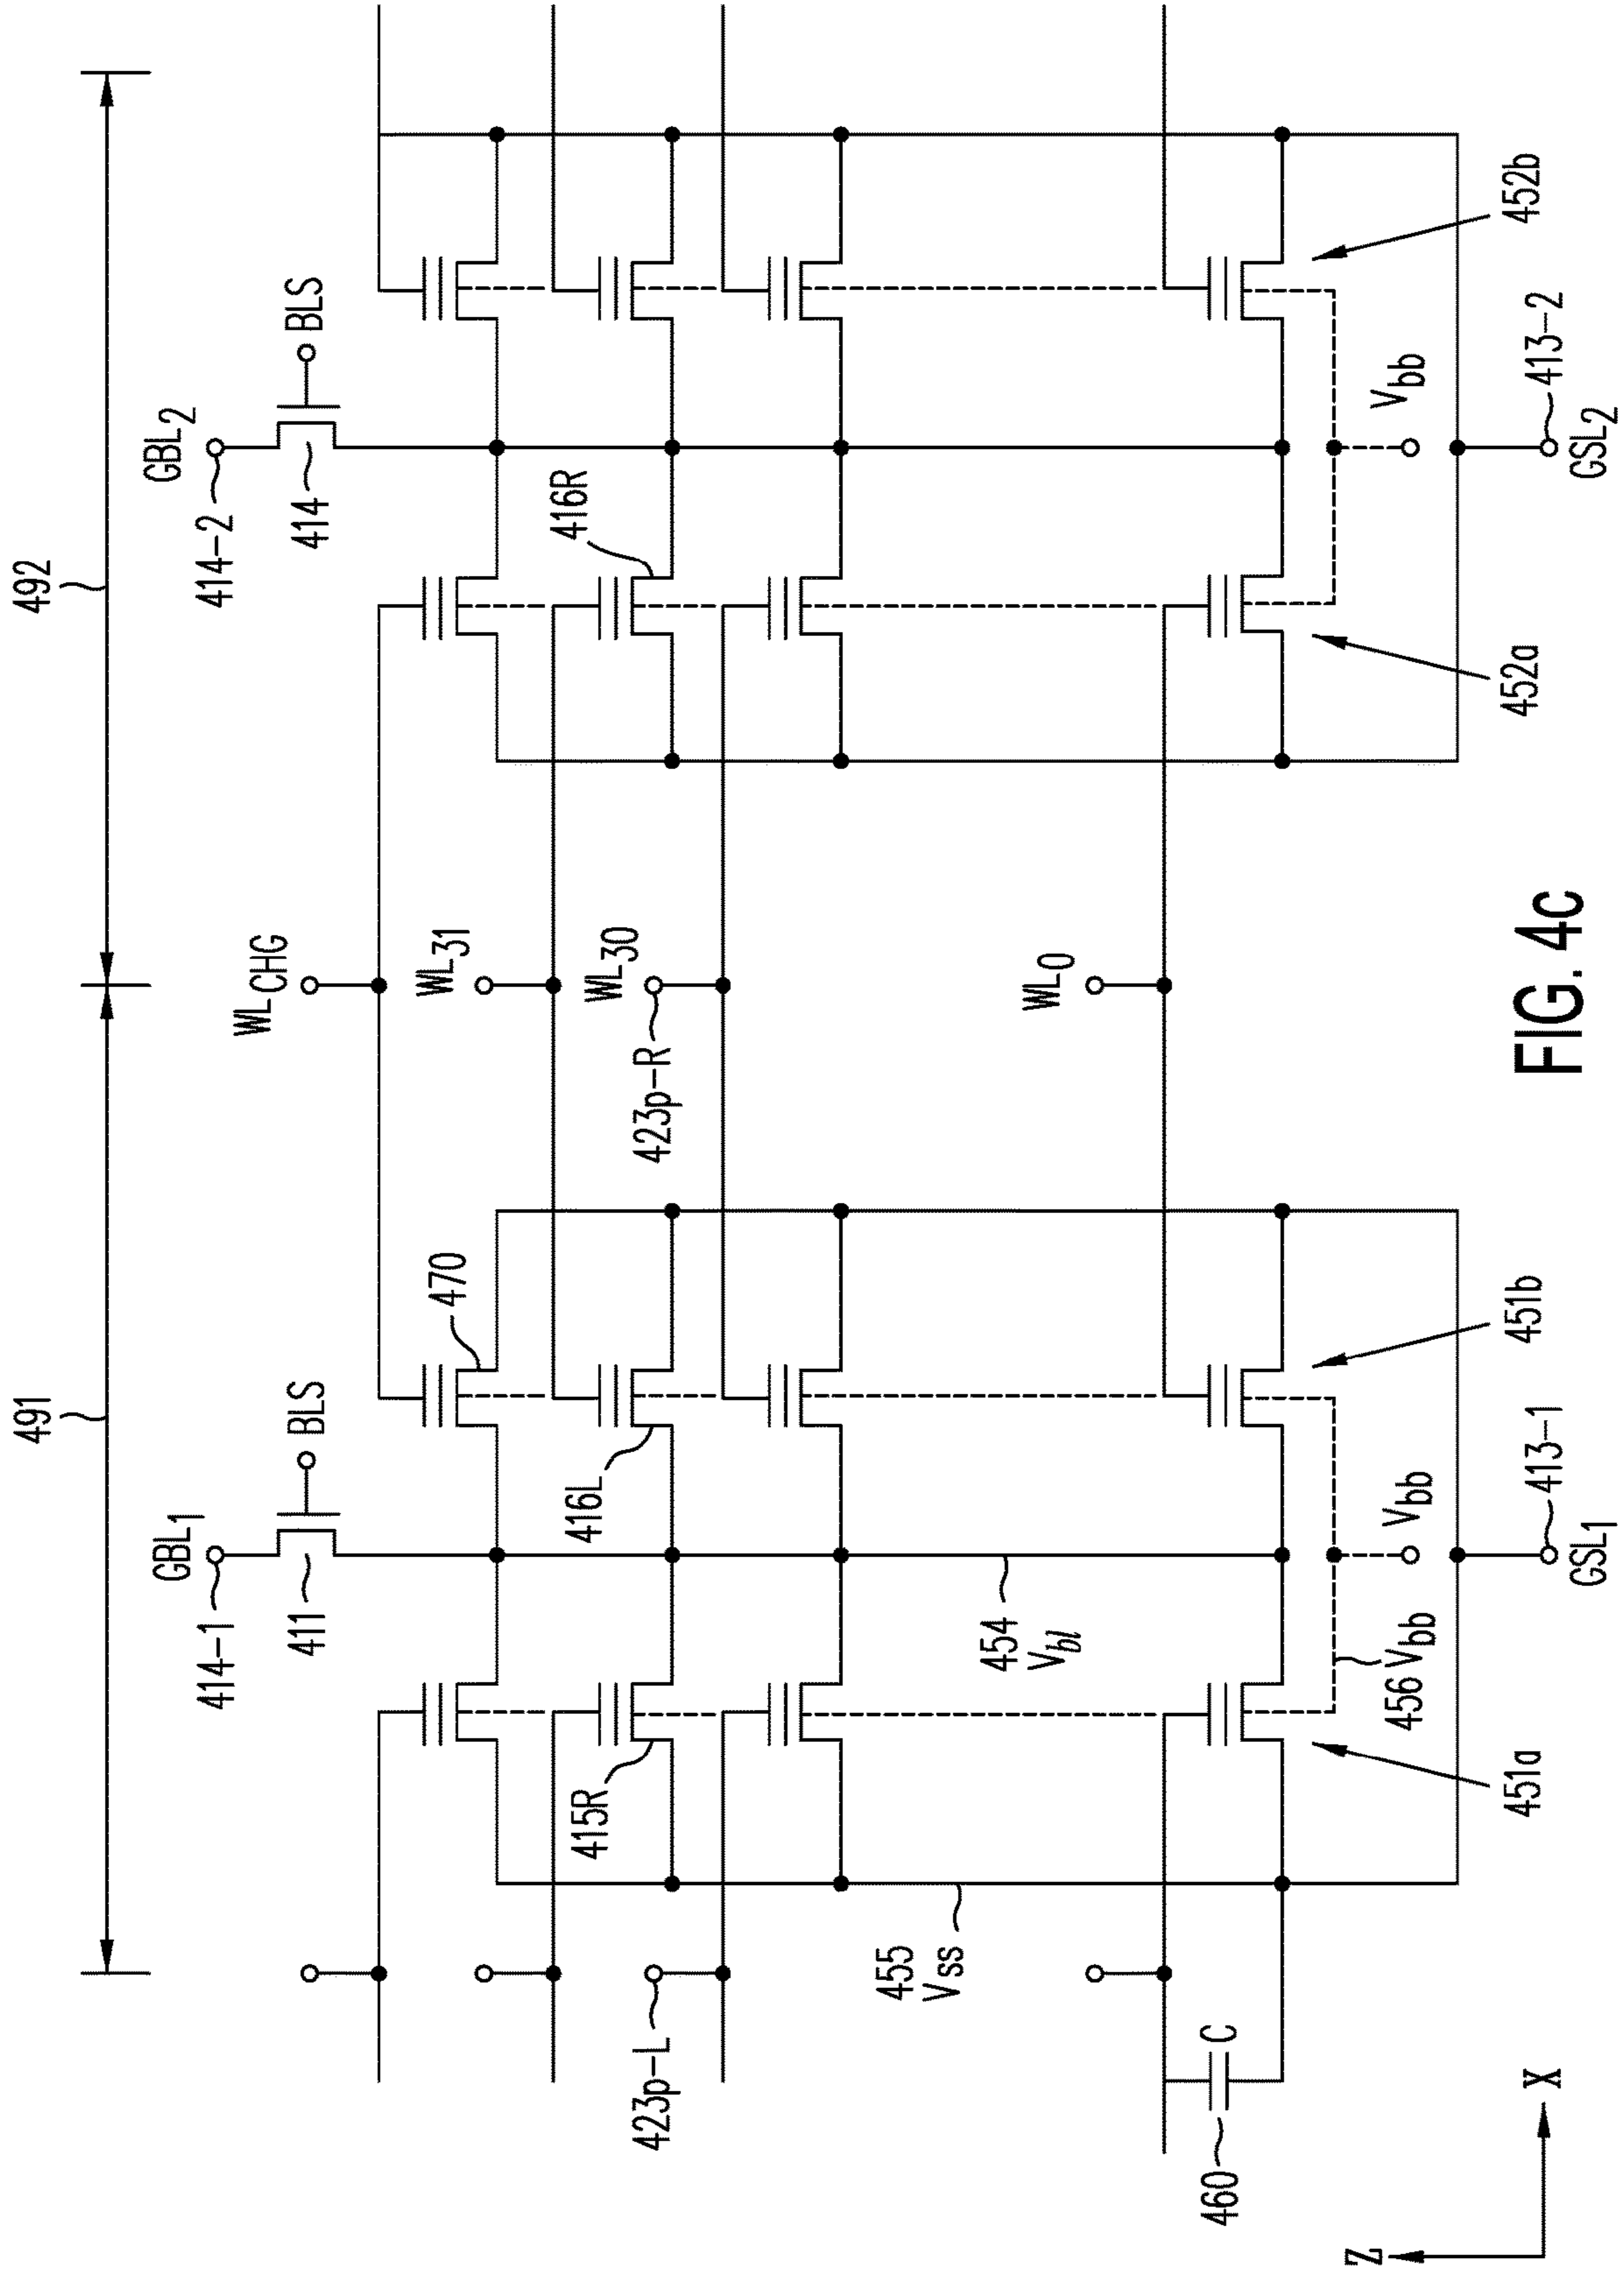 491
492
GBL1
414-1
411
BLS
GBL2
414-2
414
BLS
WLCHG
WL31
WL30
423p-R
WL0
423p-L
470
415R
416L
416R
454
Vbl
455
Vss
460
C
456
Vbb
Vbb
Vbb
451a
451b
452a
452b
413-1
GSL1
413-2
GSL2
Z
X
FIG. 4c